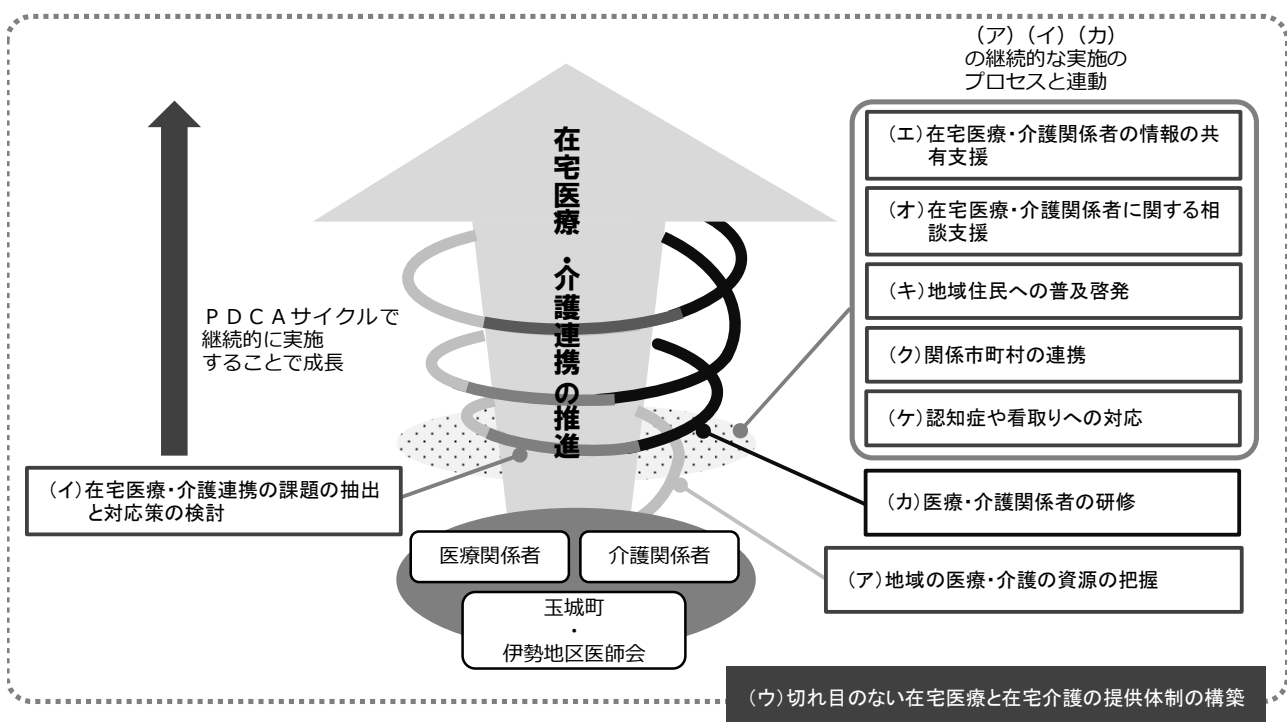 (ア)(イ)(カ)
の継続的な実施の
プロセスと連動
(エ)在宅医療・介護関係者の情報の共
有支援
(オ)在宅医療・介護関係者に関する相
談支援
(キ)地域住民への普及啓発
(ク)関係市町村の連携
(ケ)認知症や看取りへの対応
(カ)医療・介護関係者の研修
(ア)地域の医療・介護の資源の把握
在宅医療・介護連携の推進
PDCAサイクルで
継続的に実施
することで成長
(イ)在宅医療・介護連携の課題の抽出
と対応策の検討
医療関係者
介護関係者
玉城町
・
伊勢地区医師会
(ウ)切れ目のない在宅医療と在宅介護の提供体制の構築